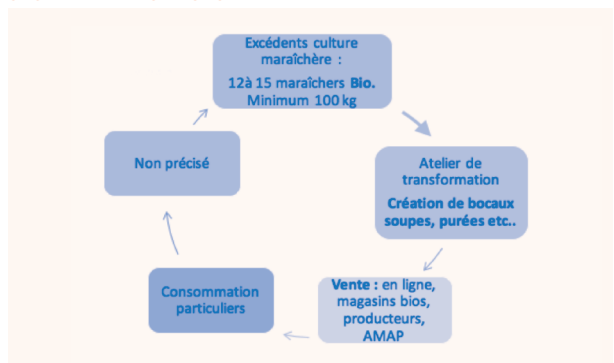 Excédents culture
maraîchère :
12à 15 maraîchers Bio.
Minimum 100 kg
Atelier de
transformation
Création de bocaux
soupes, purées etc..
Vente : en ligne,
magasins bios,
producteurs,
AMAP
Consommation
particuliers
Non précisé